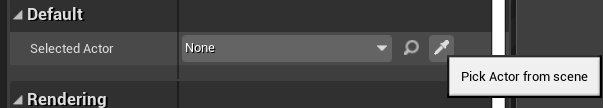 Default
Selected Actor
None
Pick Actor from scene
Rendering